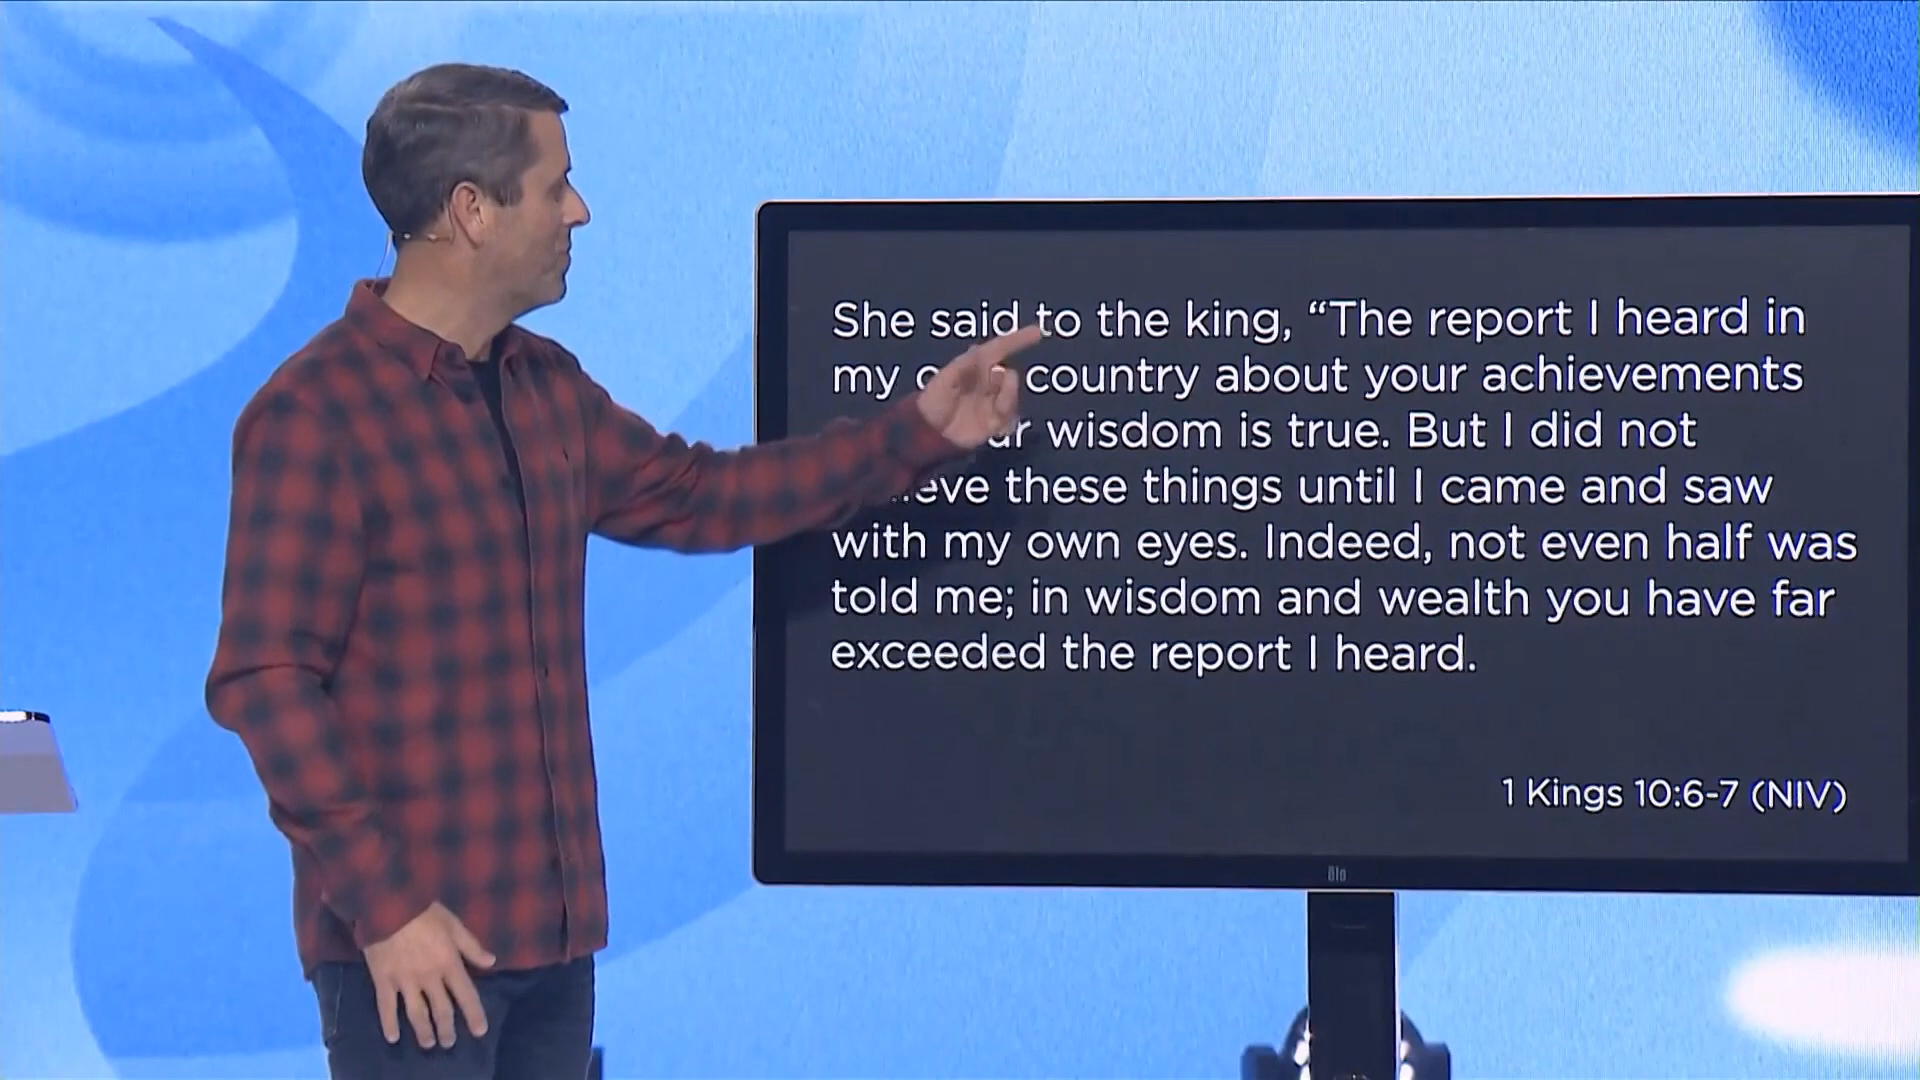 She said to the king, “The report I heard in
my country about your achievements
wisdom is true. But I did not
these things until I came and saw
with my own eyes. Indeed, not even half was
told me; in wisdom and wealth you have far
exceeded the report I heard.
1 Kings 10:6-7 (NIV)
elo